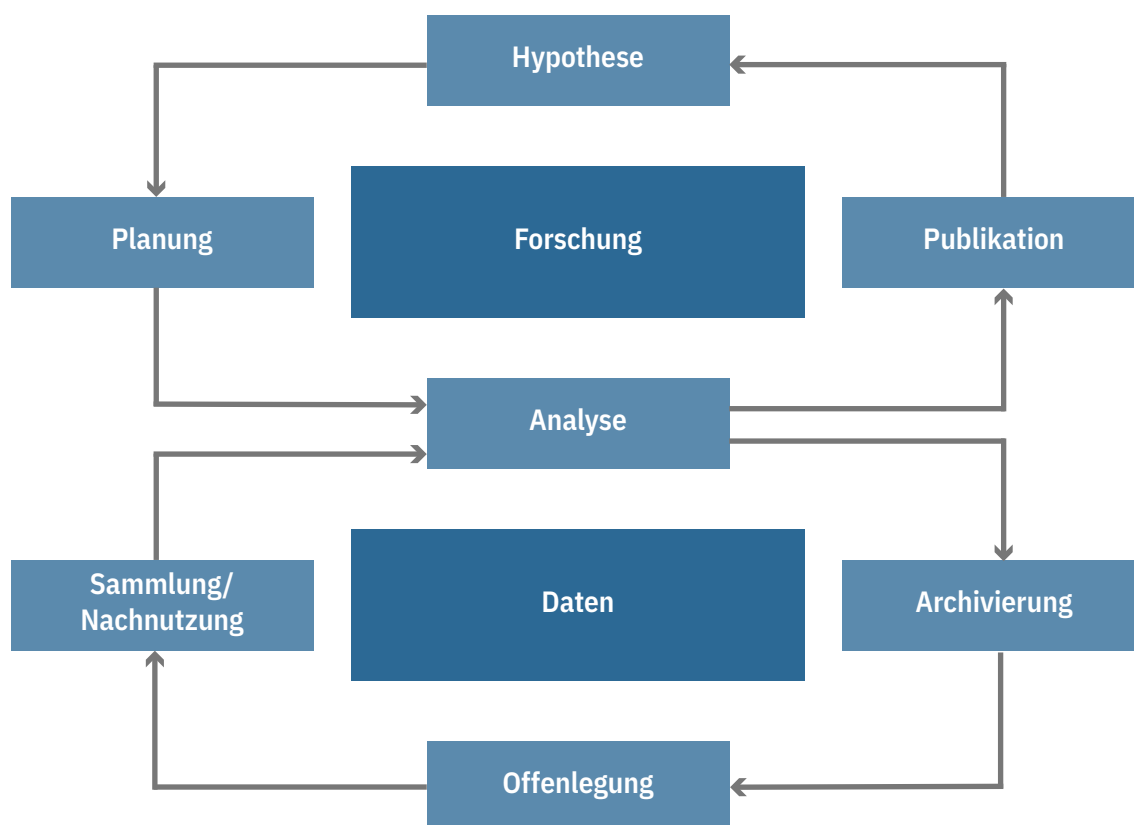 Hypothese
Planung
Forschung
Publikation
Analyse
Sammlung/
Nachnutzung
Daten
Archivierung
Offenlegung